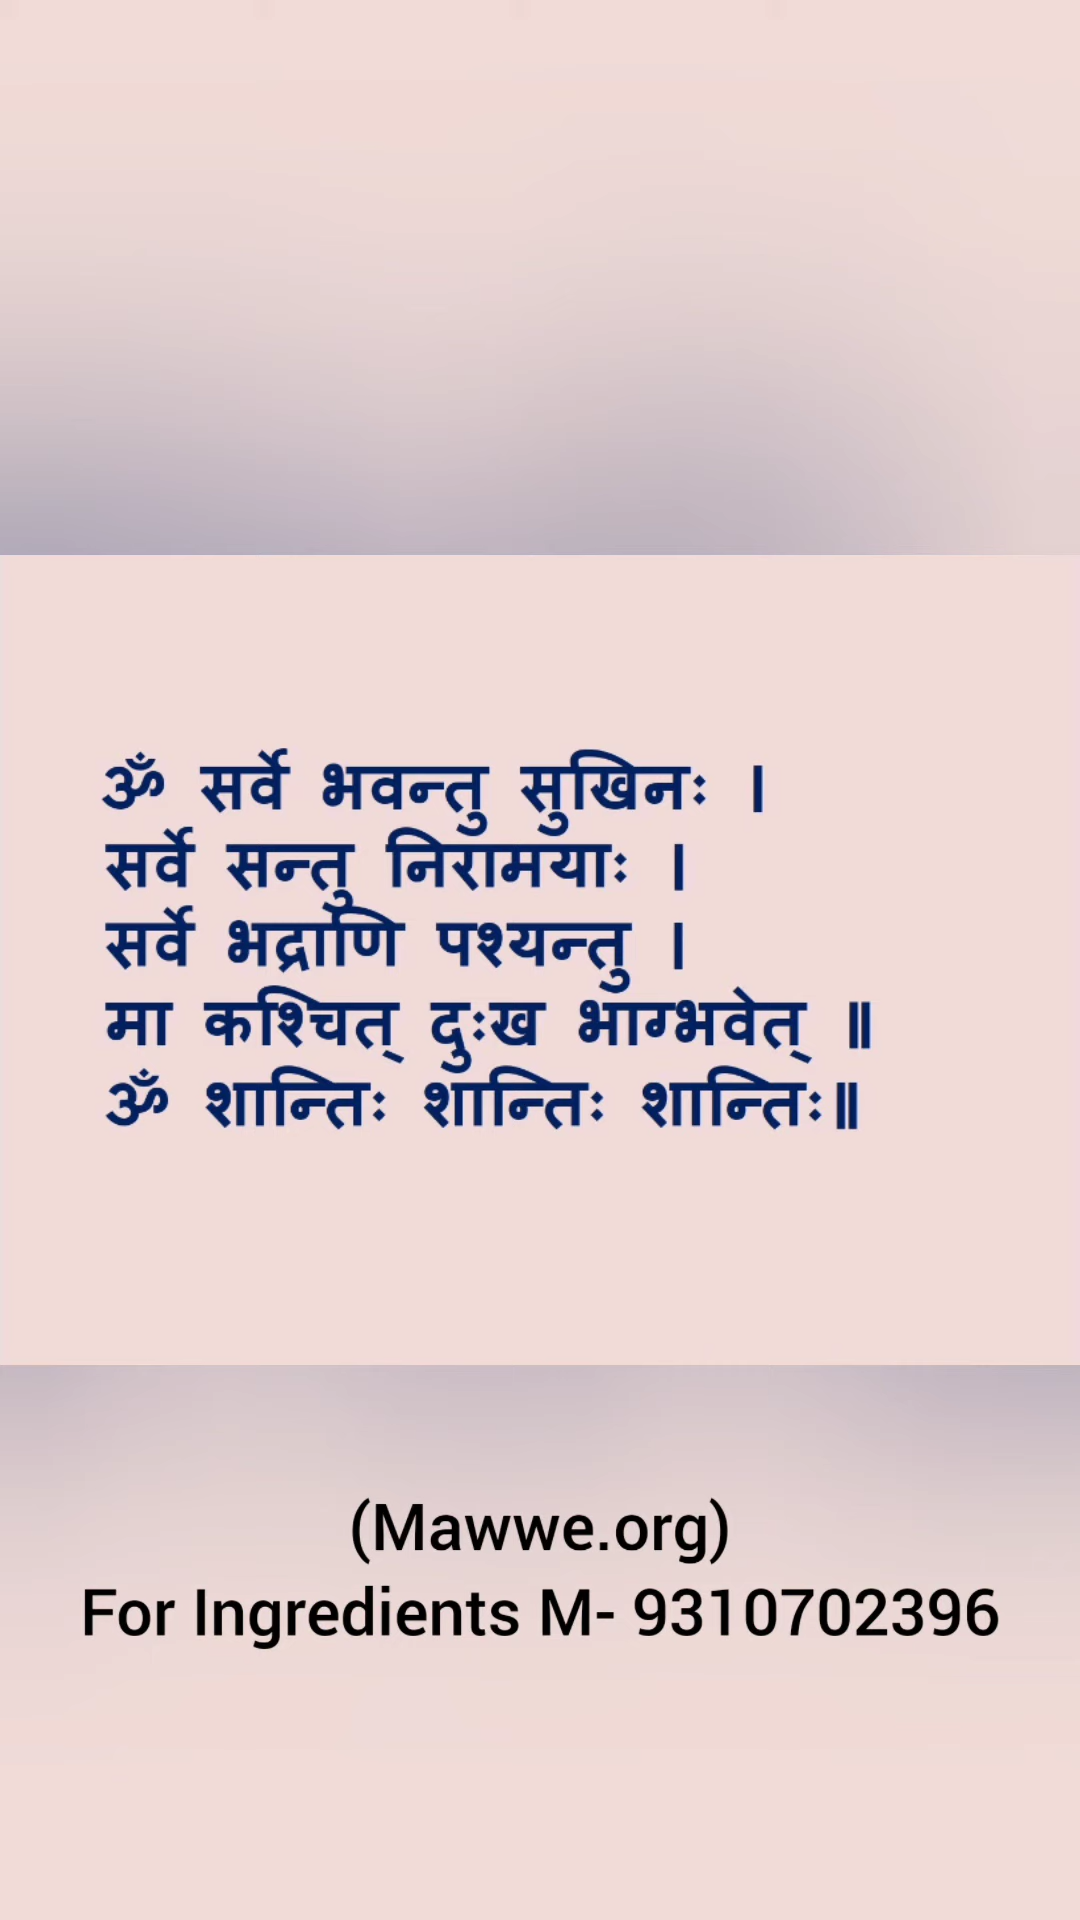 ॐ सर्वे भवन्तु सुखिनः ।
सर्वे सन्तु निरामयाः ।
सर्वे भद्राणि पश्यन्तु ।
मा कश्चित् दुःख भाग्भवेत् ॥
ॐ शान्तिः शान्तिः शान्तिः॥
(Mawwe.org)
For Ingredients M- 9310702396